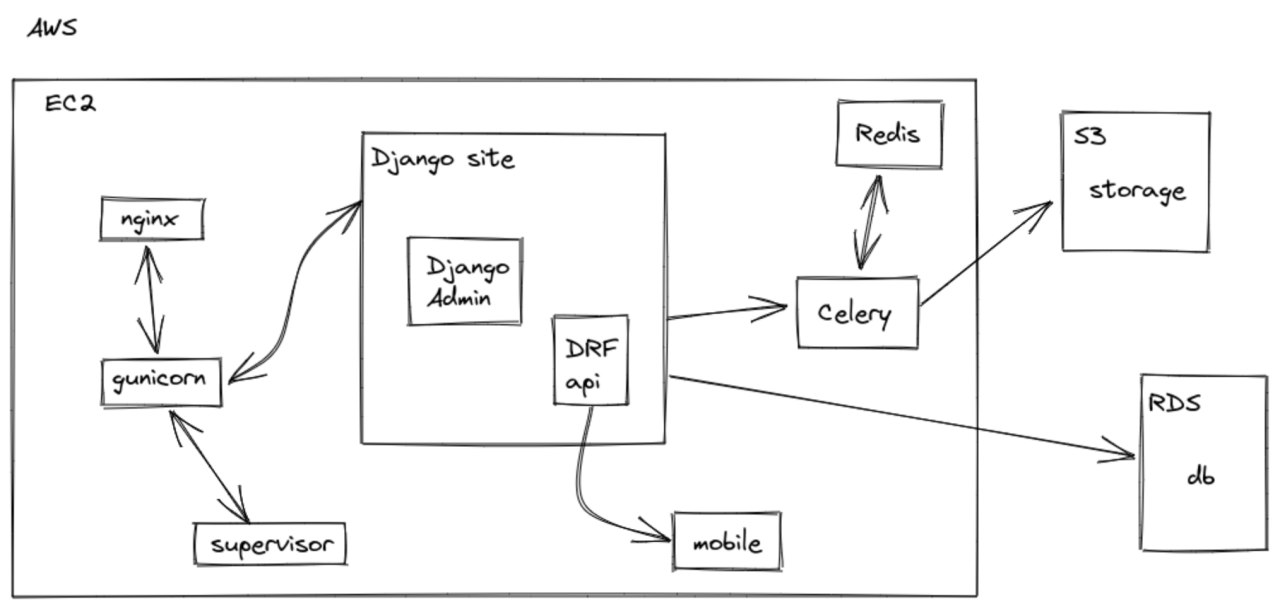 AWS
EC2
Django site
nginx
Django
Admin
DRF
api
gunicorn
supervisor
mobile
Redis
Celery
S3
storage
RDS
db